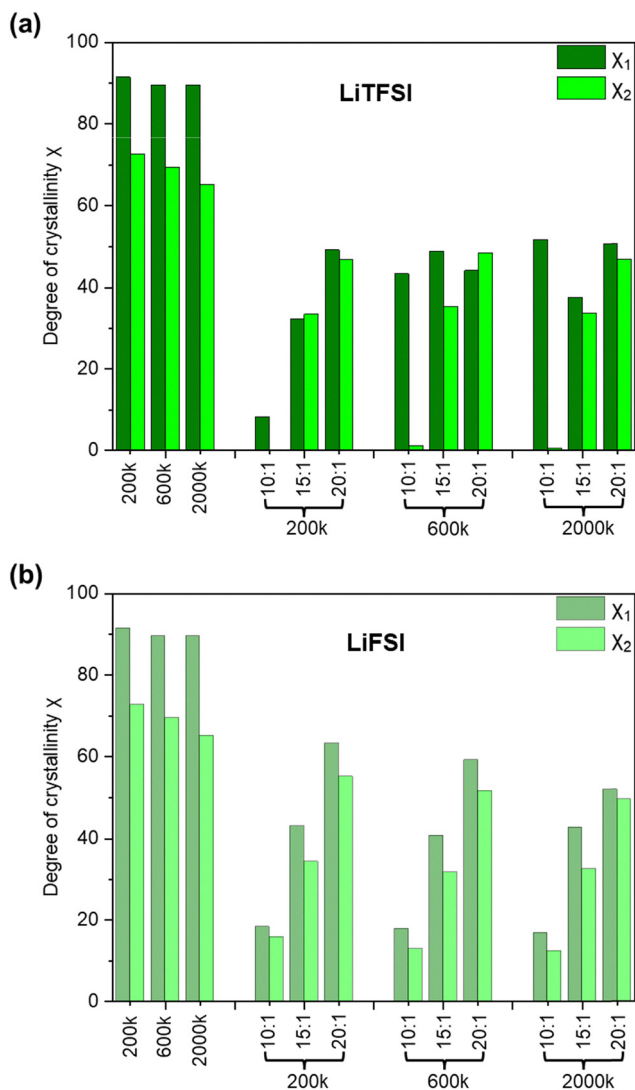 (a)
100
80
60
40
20
0
Degree of crystallinity χ
LiTFSI
χ₁
χ₂
200k 600k 2000k 10:1 15:1 20:1 10:1 15:1 20:1 10:1 15:1 20:1
200k 600k 2000k
(b)
100
80
60
40
20
0
Degree of crystallinity χ
LiFSI
χ₁
χ₂
200k 600k 2000k 10:1 15:1 20:1 10:1 15:1 20:1 10:1 15:1 20:1
200k 600k 2000k